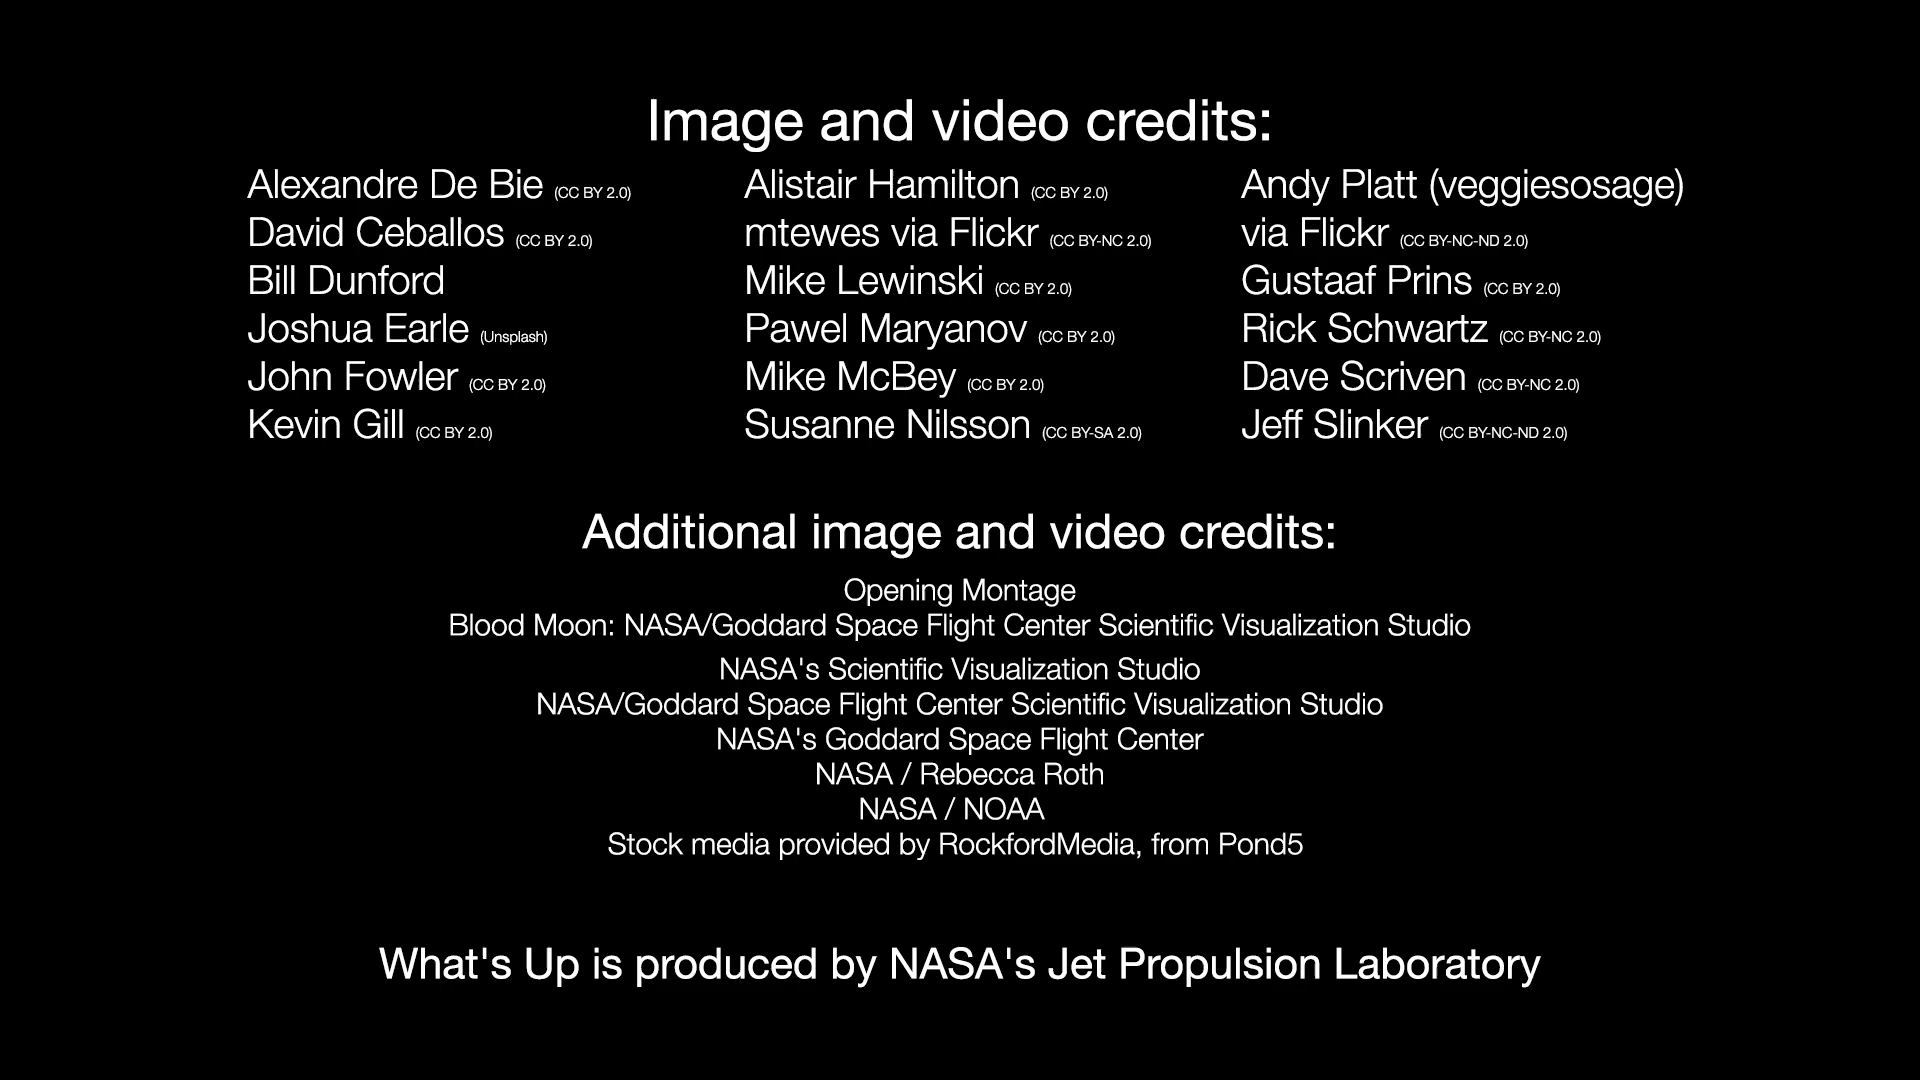 Image and video credits:
Alexandre De Bie (CC BY 2.0)
David Ceballos (CC BY 2.0)
Bill Dunford
Joshua Earle (Unsplash)
John Fowler (CC BY 2.0)
Kevin Gill (CC BY 2.0)
Alistair Hamilton (CC BY 2.0)
mtewes via Flickr (CC BY-NC 2.0)
Mike Lewinski (CC BY 2.0)
Pawel Maryanov (CC BY 2.0)
Mike McBey (CC BY 2.0)
Susanne Nilsson (CC BY-SA 2.0)
Andy Platt (veggiesosage)
via Flickr (CC BY-NC-ND 2.0)
Gustaaf Prins (CC BY 2.0)
Rick Schwartz (CC BY-NC 2.0)
Dave Scriven (CC BY-NC 2.0)
Jeff Slinker (CC BY-NC-ND 2.0)
Additional image and video credits:
Opening Montage
Blood Moon: NASA/Goddard Space Flight Center Scientific Visualization Studio
NASA's Scientific Visualization Studio
NASA/Goddard Space Flight Center Scientific Visualization Studio
NASA's Goddard Space Flight Center
NASA / Rebecca Roth
NASA / NOAA
Stock media provided by RockfordMedia, from Pond5
What's Up is produced by NASA's Jet Propulsion Laboratory